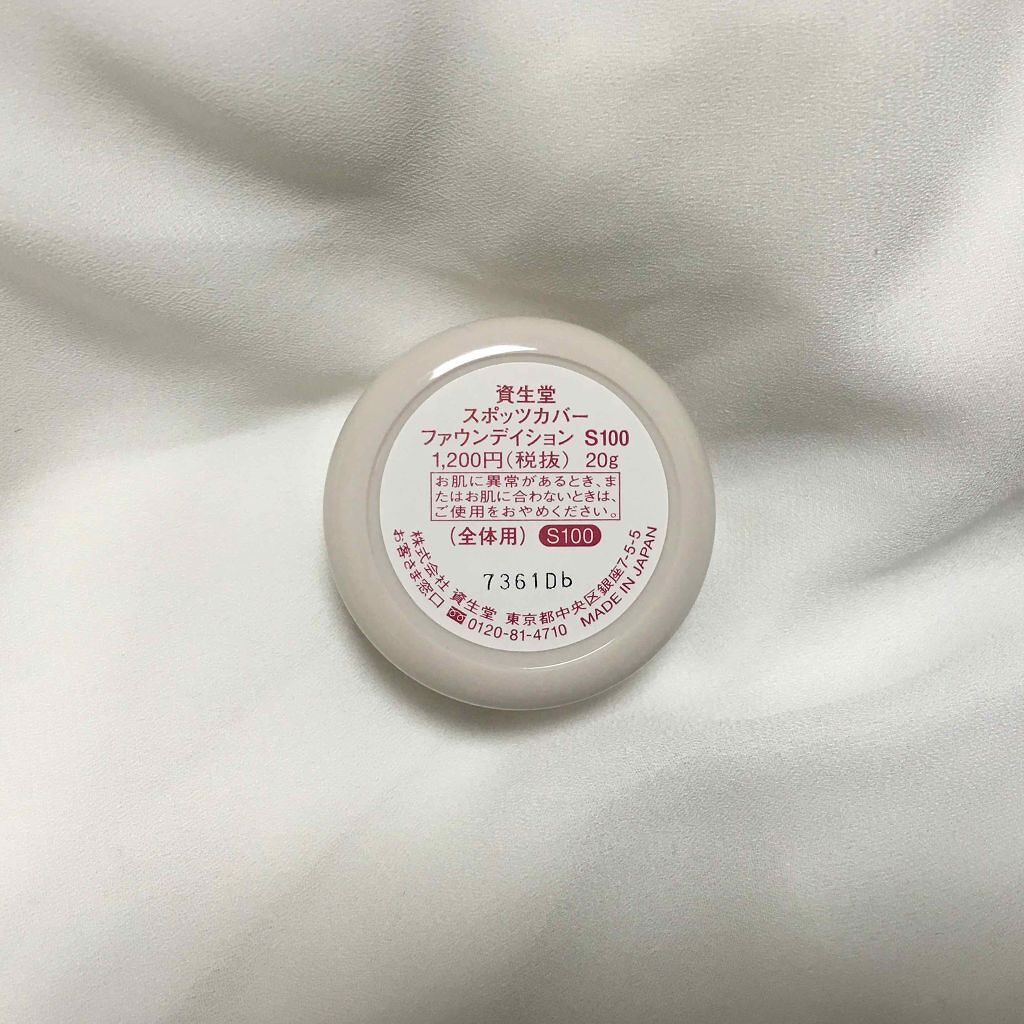 資生堂
スポッツカバー
ファウンデイション S100
1,200円(税抜) 20g
お肌に異常があるとき、ま
たはお肌に合わないときは、
ご使用をおやめください。
(全体用) S100
7361Db
株式会社 資生堂 東京都中央区銀座7-5-5
お客さま窓口 0120-81-4710 MADE IN JAPAN